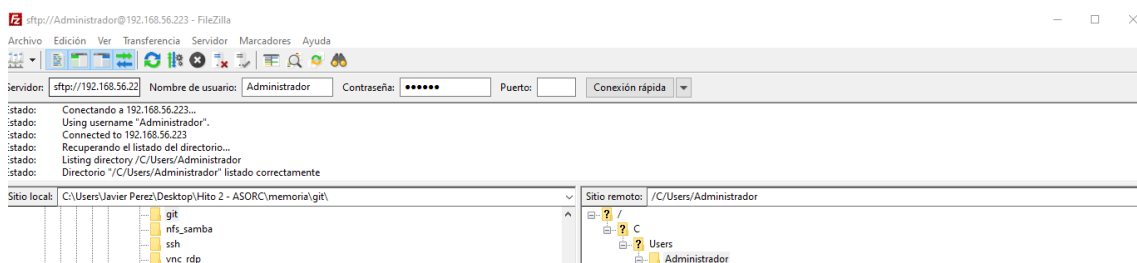 sftp://Administrador@192.168.56.223 - FileZilla
Archivo Edición Ver Transferencia Servidor Marcadores Ayuda
Servidor: sftp://192.168.56.22 Nombre de usuario: Administrador Contraseña: ●●●●●● Puerto: Conexión rápida
Estado: Conectando a 192.168.56.223...
Estado: Using username "Administrador".
Estado: Connected to 192.168.56.223
Estado: Recuperando el listado del directorio...
Estado: Listing directory /C/Users/Administrador
Estado: Directorio "/C/Users/Administrador" listado correctamente
Sitio local: C:\Users\Javier Perez\Desktop\Hito 2 - ASORC\memoria\git\ Sitio remoto: /C/Users/Administrador
git ? /
nfs_samba ? C
ssh ? Users
vnc_rdp Administrador